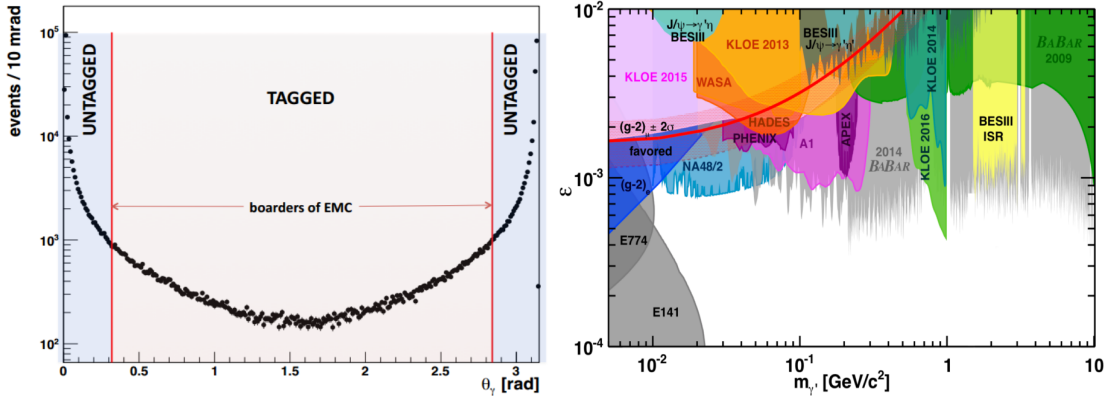 events / 10 mrad
10⁵
10⁴
10³
10²
UNTAGGED
TAGGED
UNTAGGED
boarders of EMC
0
0.5
1
1.5
2
2.5
3
θγ [rad]
ε
10⁻²
10⁻³
10⁻⁴
J/ψ→γ'η
BESIII
KLOE 2013
BESIII
J/ψ→γ'η'
KLOE 2014
BABAR
2009
KLOE 2015
WASA
(g-2)μ ± 2σ
favored
HADES
PHENIX
A1
APEX
2014
BABAR
KLOE 2016
BESIII
ISR
NA48/2
(g-2)e
E774
E141
10⁻²
10⁻¹
1
10
mγ' [GeV/c²]